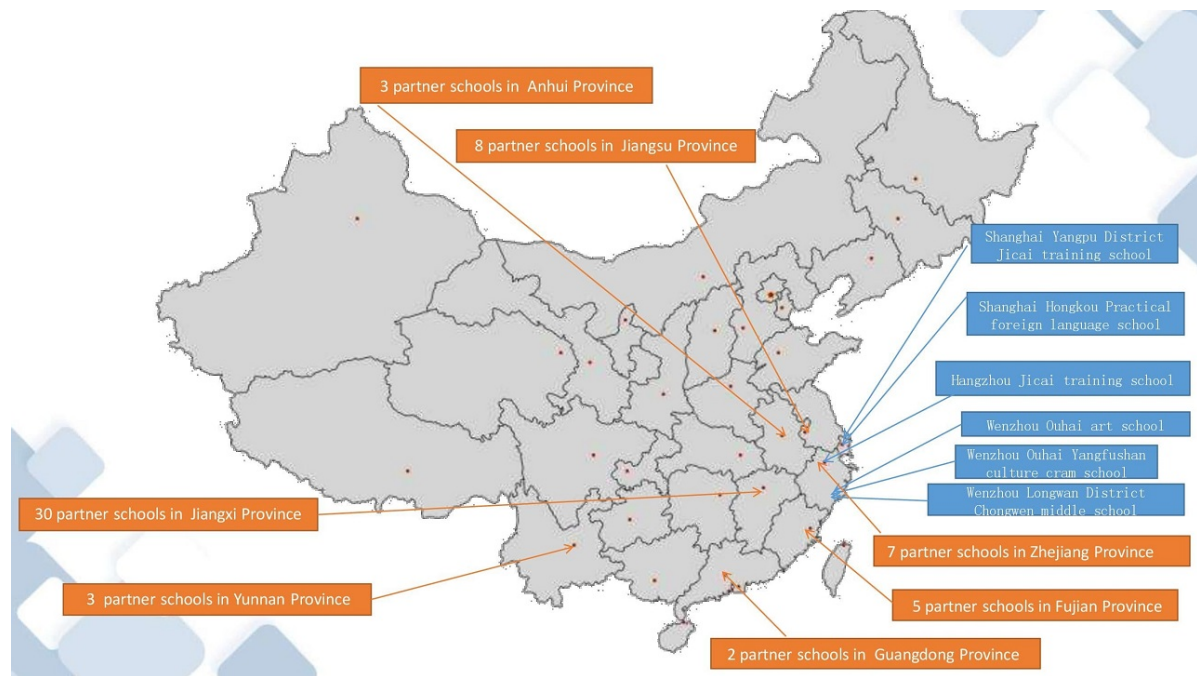 3 partner schools in Anhui Province
8 partner schools in Jiangsu Province
Shanghai Yangpu District
Jicai training school
Shanghai Hongkou Practical
foreign language school
Hangzhou Jicai training school
Wenzhou Ouhai art school
Wenzhou Ouhai Yangfushan
culture cram school
Wenzhou Longwan District
Chongwen middle school
30 partner schools in Jiangxi Province
7 partner schools in Zhejiang Province
3 partner schools in Yunnan Province
5 partner schools in Fujian Province
2 partner schools in Guangdong Province